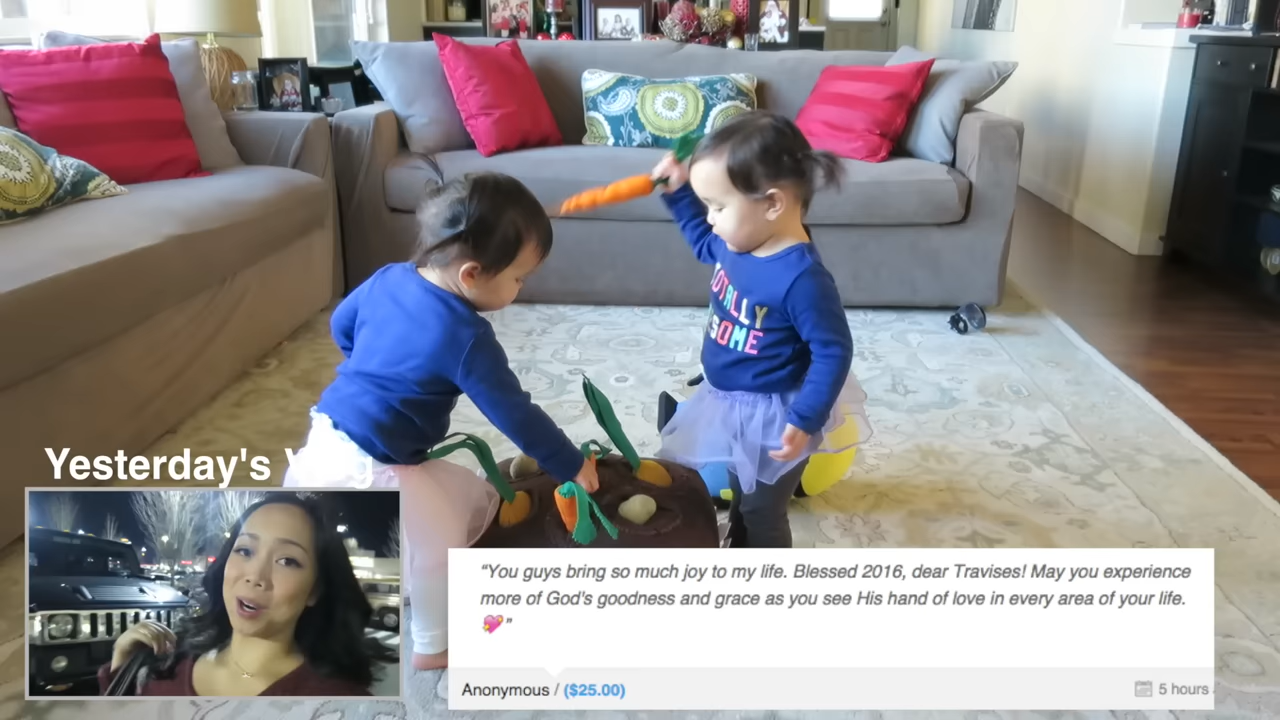 TOTALLY
SOME
Yesterday's Vlog
“You guys bring so much joy to my life. Blessed 2016, dear Travises! May you experience
more of God's goodness and grace as you see His hand of love in every area of your life.
💖”
Anonymous / ($25.00)
5 hours